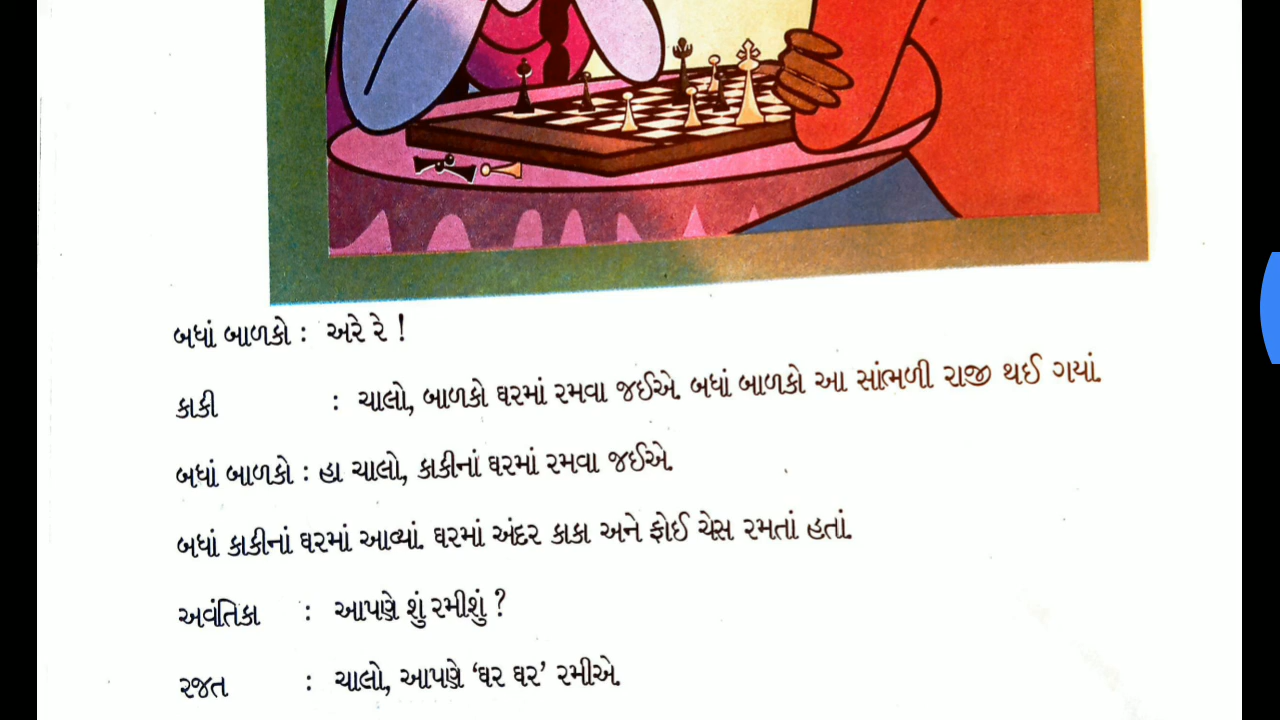 બધાં બાળકો : અરે રે !
કાકી : ચાલો, બાળકો ઘરમાં રમવા જઈએ. બધાં બાળકો આ સાંભળી રાજી થઈ ગયાં.
બધાં બાળકો : હા ચાલો, કાકીનાં ઘરમાં રમવા જઈએ.
બધાં કાકીનાં ઘરમાં આવ્યાં. ઘરમાં અંદર કાકા અને ફોઈ ચેસ રમતાં હતાં.
અવંતિકા : આપણે શું રમીશું ?
રજત : ચાલો, આપણે ‘ઘર ઘર’ રમીએ.